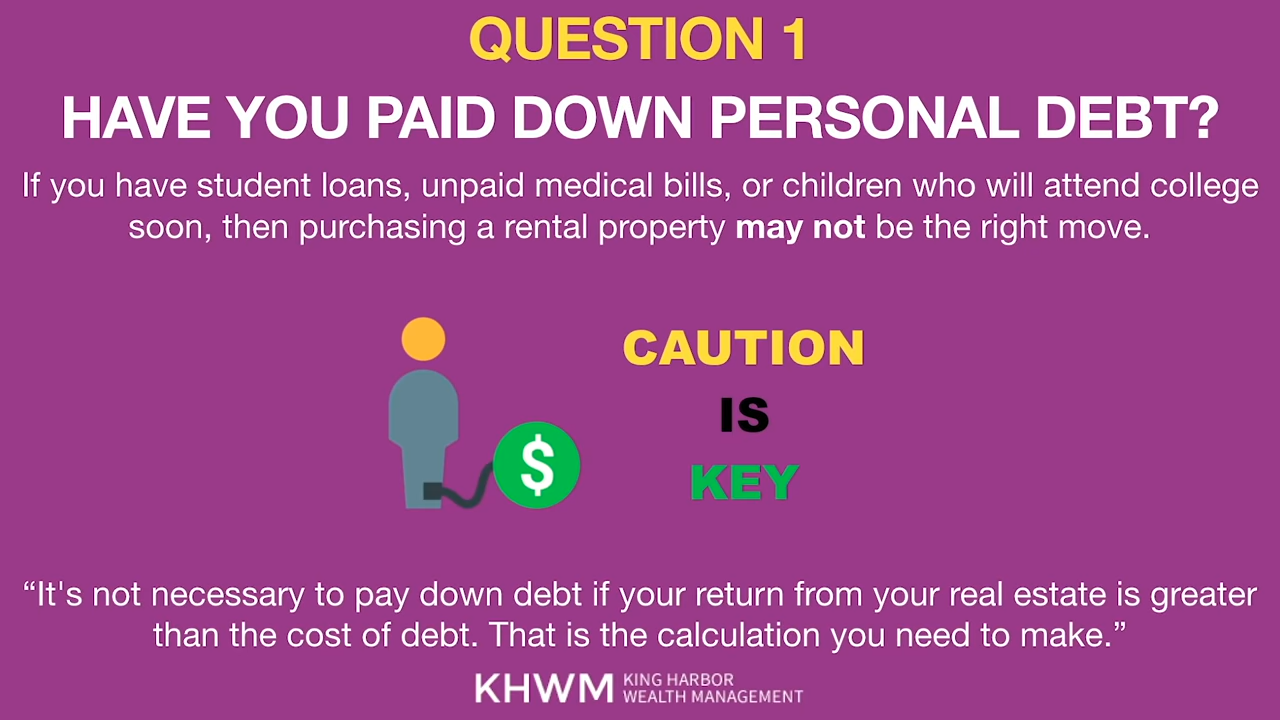 QUESTION 1
HAVE YOU PAID DOWN PERSONAL DEBT?
If you have student loans, unpaid medical bills, or children who will attend college
soon, then purchasing a rental property may not be the right move.
CAUTION
IS
KEY
$
“It's not necessary to pay down debt if your return from your real estate is greater
than the cost of debt. That is the calculation you need to make.”
KHWM KING HARBOR
WEALTH MANAGEMENT